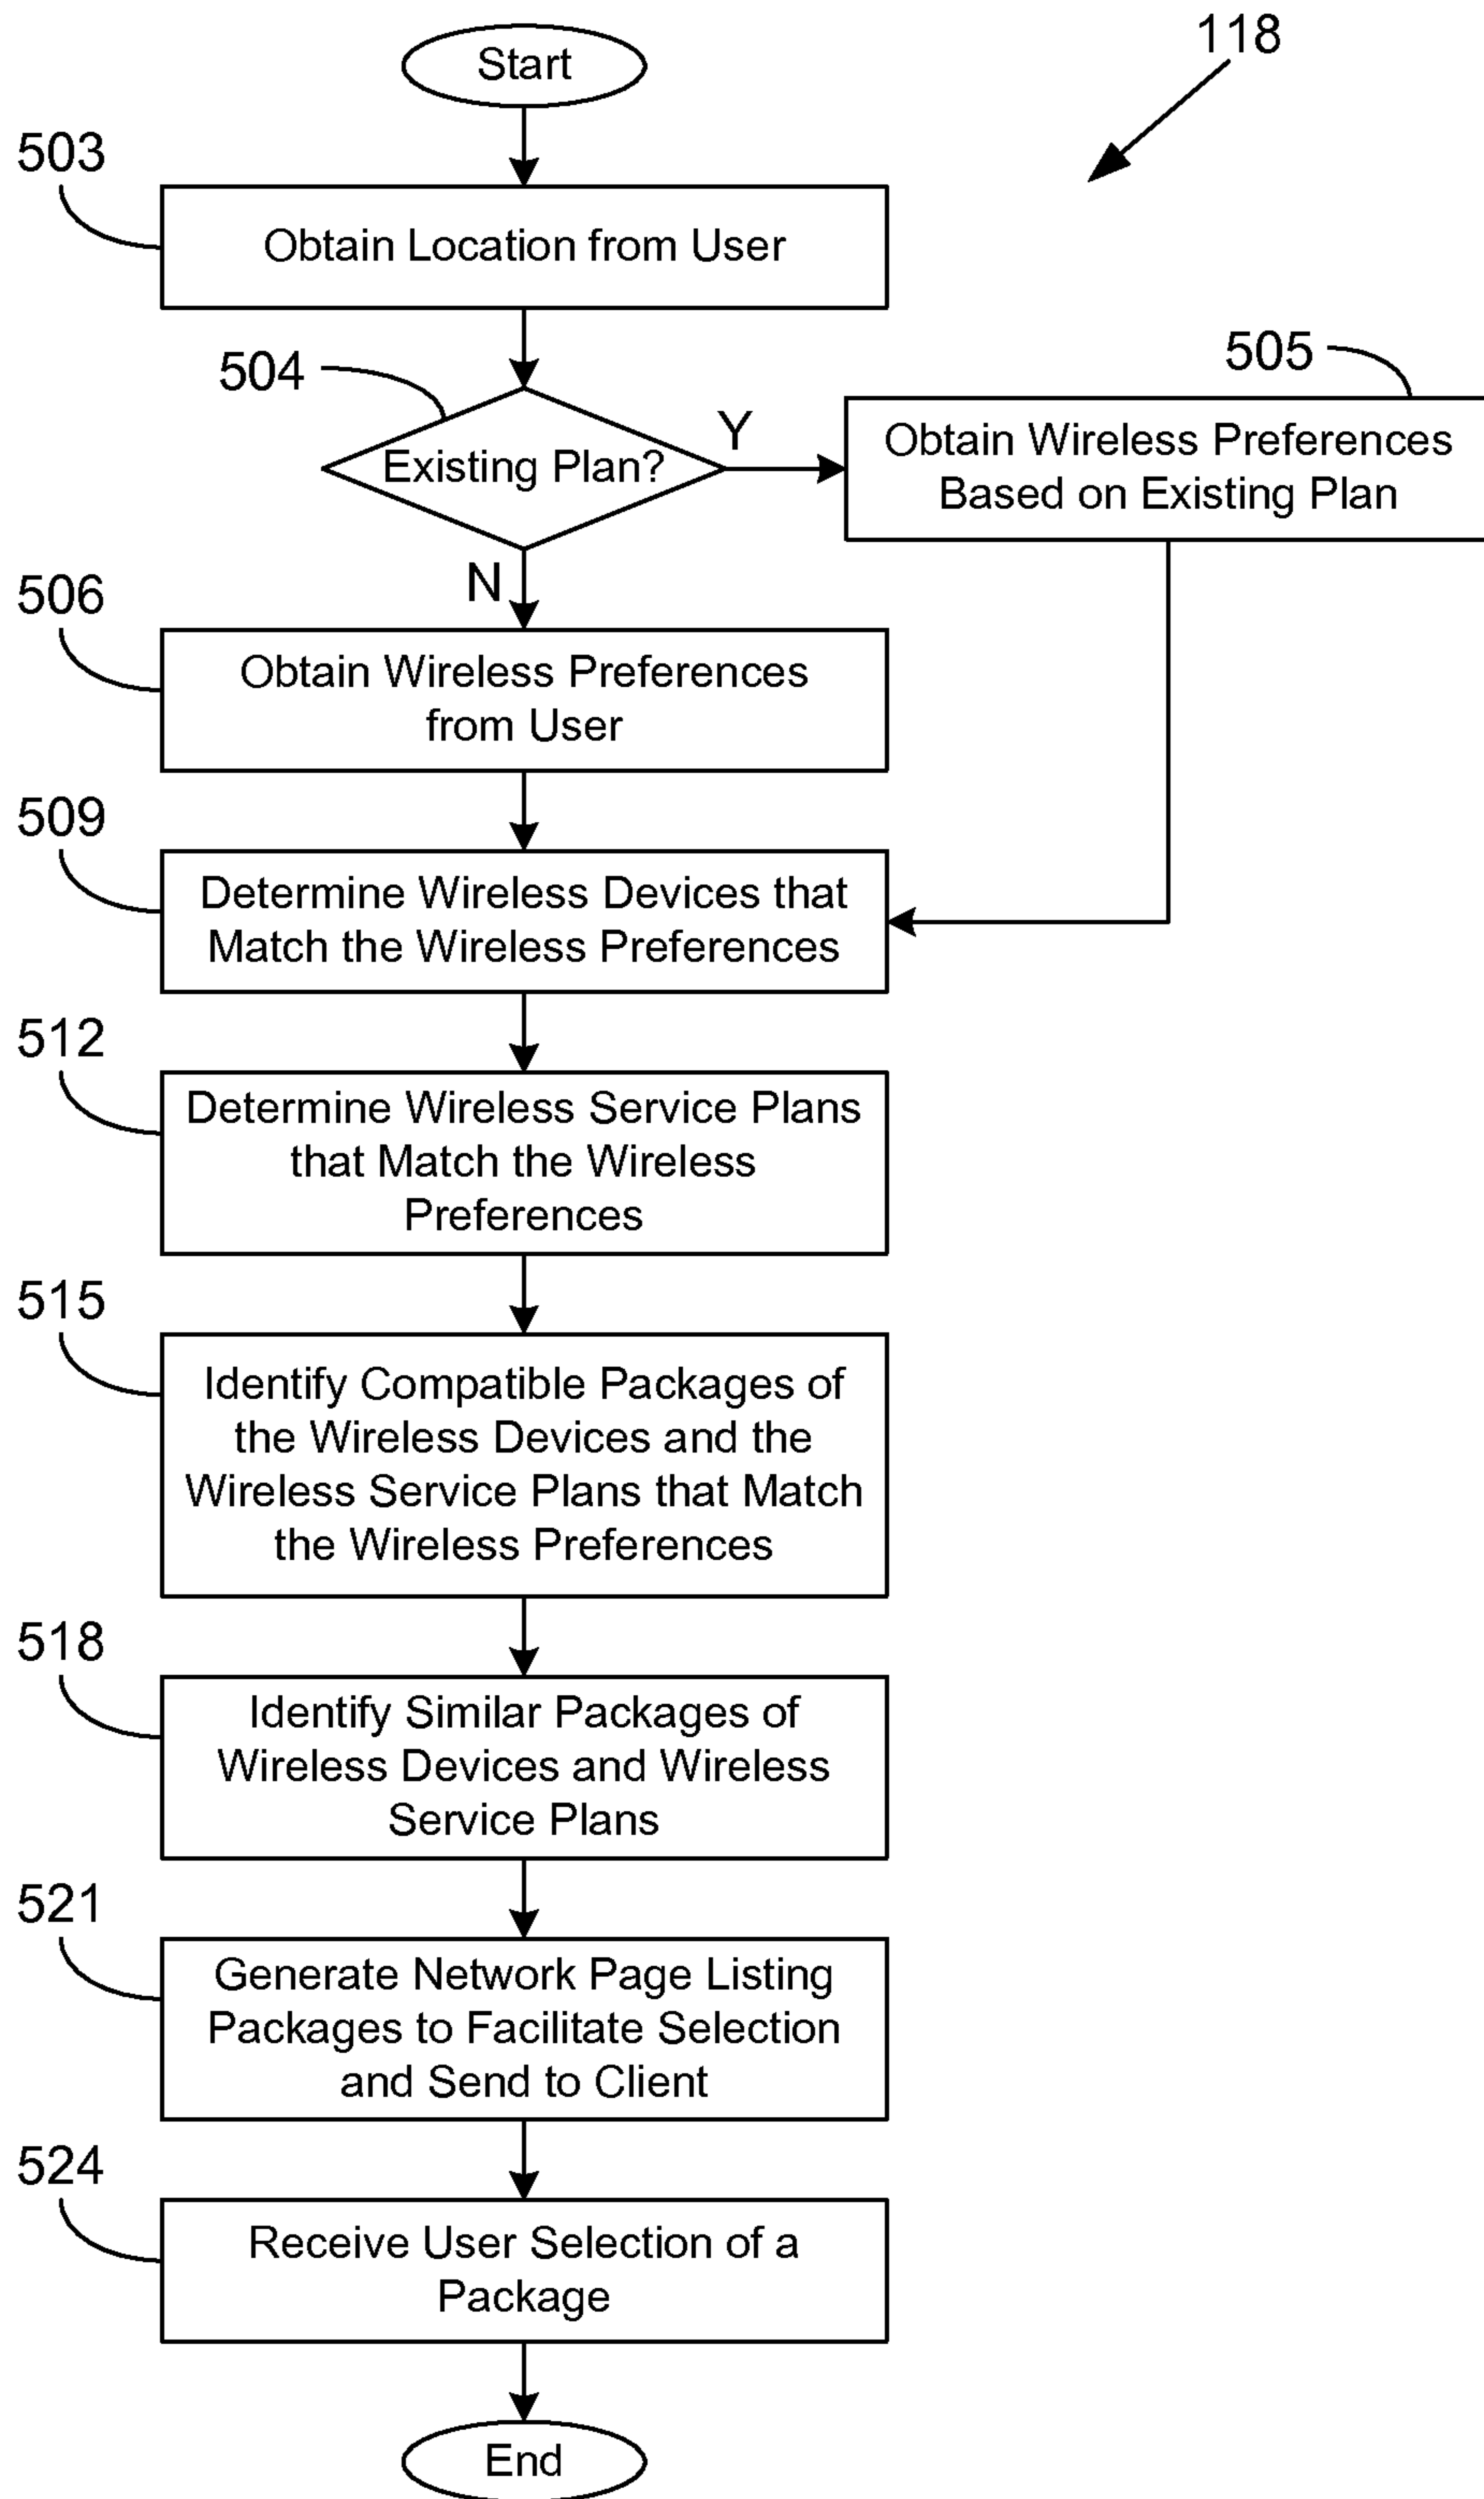 118
Start
503
Obtain Location from User
504
Existing Plan?
Y
505
Obtain Wireless Preferences
Based on Existing Plan
N
506
Obtain Wireless Preferences
from User
509
Determine Wireless Devices that
Match the Wireless Preferences
512
Determine Wireless Service Plans
that Match the Wireless
Preferences
515
Identify Compatible Packages of
the Wireless Devices and the
Wireless Service Plans that Match
the Wireless Preferences
518
Identify Similar Packages of
Wireless Devices and Wireless
Service Plans
521
Generate Network Page Listing
Packages to Facilitate Selection
and Send to Client
524
Receive User Selection of a
Package
End